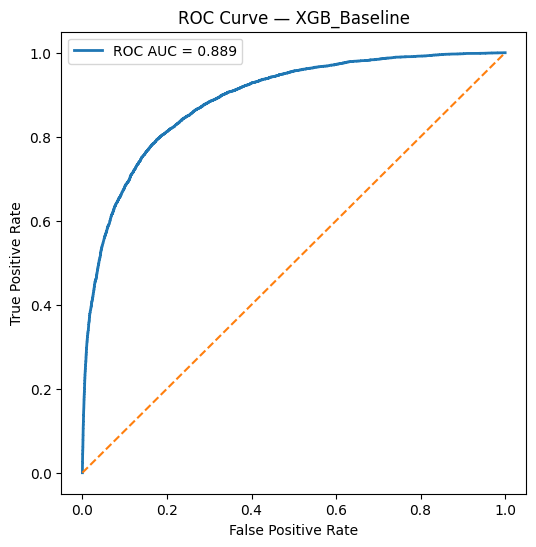 ROC Curve — XGB_Baseline
ROC AUC = 0.889
True Positive Rate
1.0
0.8
0.6
0.4
0.2
0.0
0.0 0.2 0.4 0.6 0.8 1.0
False Positive Rate